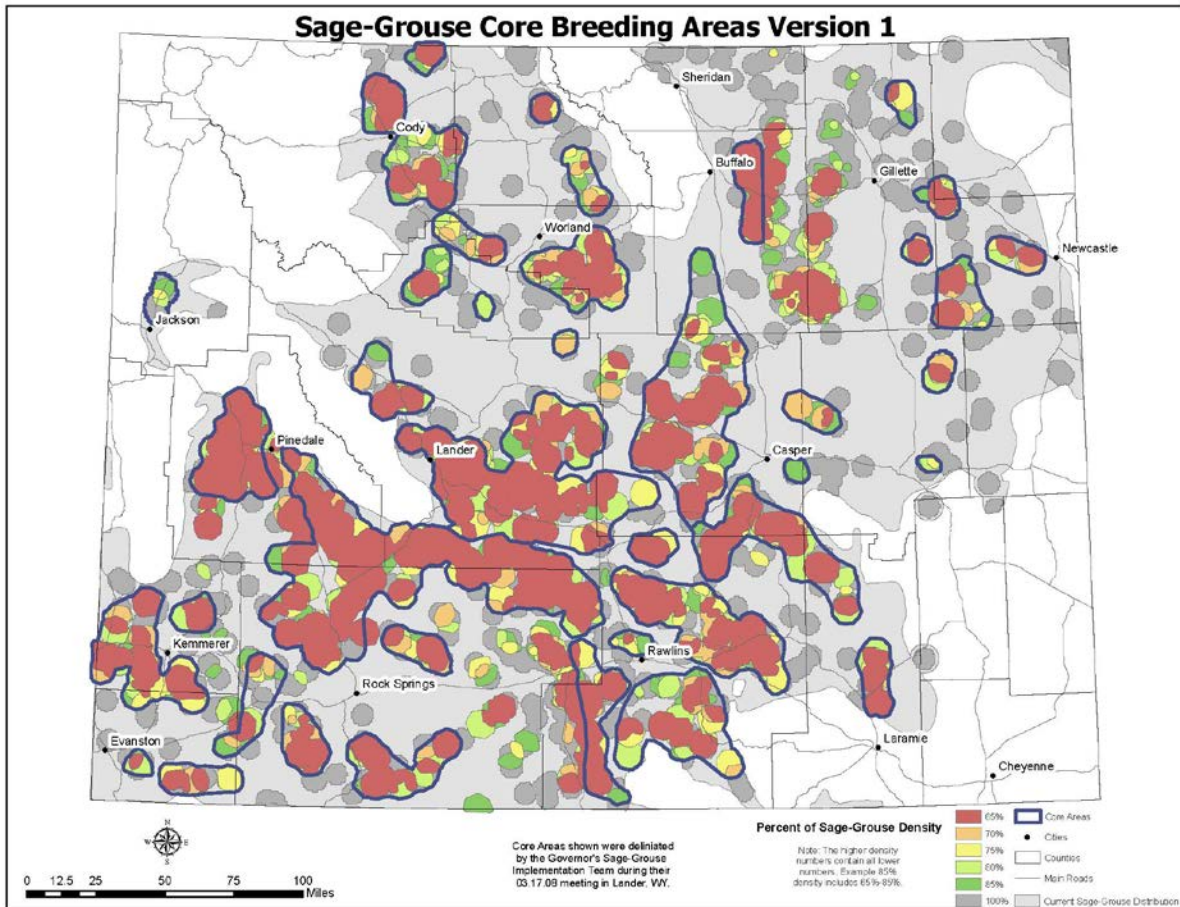 Sage-Grouse Core Breeding Areas Version 1
Sheridan
Cody
Buffalo
Gillette
Worland
Newcastle
Jackson
Pinedale
Lander
Casper
Kemmerer
Rawlins
Rock Springs
Evanston
Laramie
Cheyenne
N
W
E
S
0 12.5 25 50 75 100
Miles
Core Areas shown were deliniated
by the Governor's Sage-Grouse
Implementation Team during their
03.17.08 meeting in Lander, WY.
Percent of Sage-Grouse Density
Note: The higher density
numbers contain all lower
numbers. Example 85%
density includes 65%-85%.
65%
70%
75%
80%
85%
100%
Core Areas
Cities
Counties
Main Roads
Current Sage-Grouse Distribution